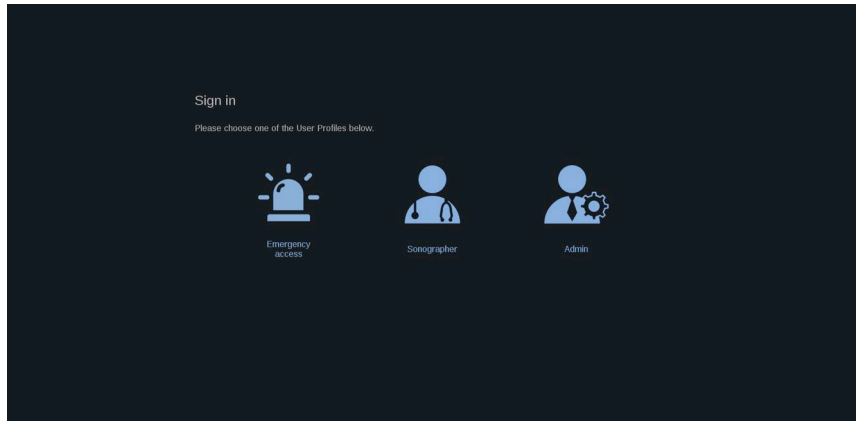 Sign in
Please choose one of the User Profiles below.
Emergency
access
Sonographer
Admin